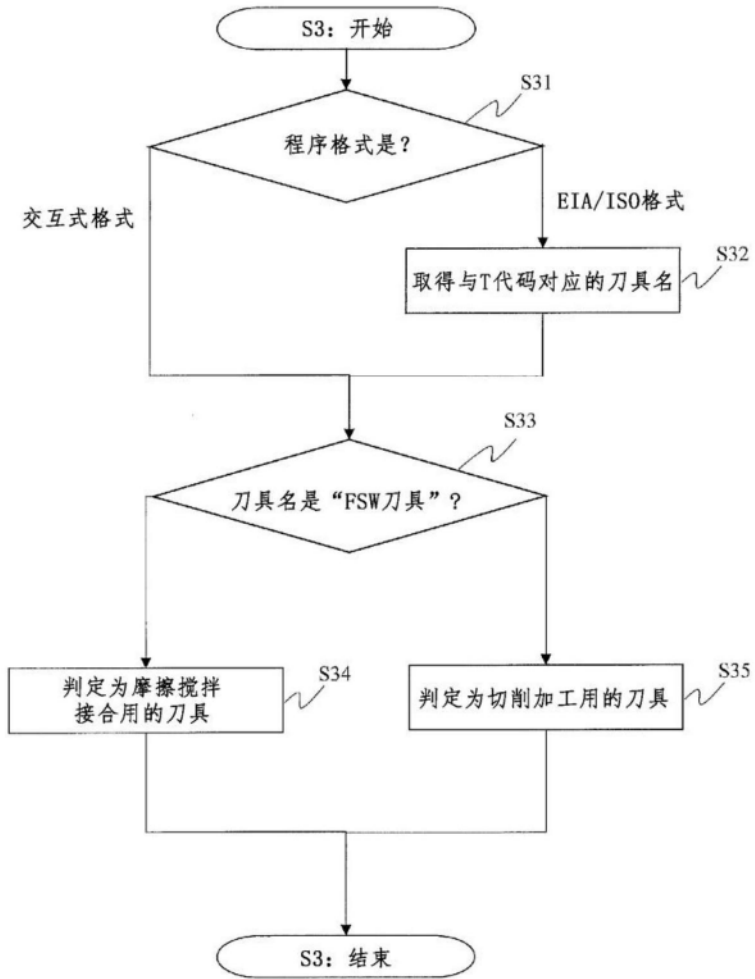 S3：开始
S31
程序格式是？
交互式格式
EIA/ISO格式
S32
取得与T代码对应的刀具名
S33
刀具名是“FSW刀具”？
S34
判定为摩擦搅拌
接合用的刀具
S35
判定为切削加工用的刀具
S3：结束